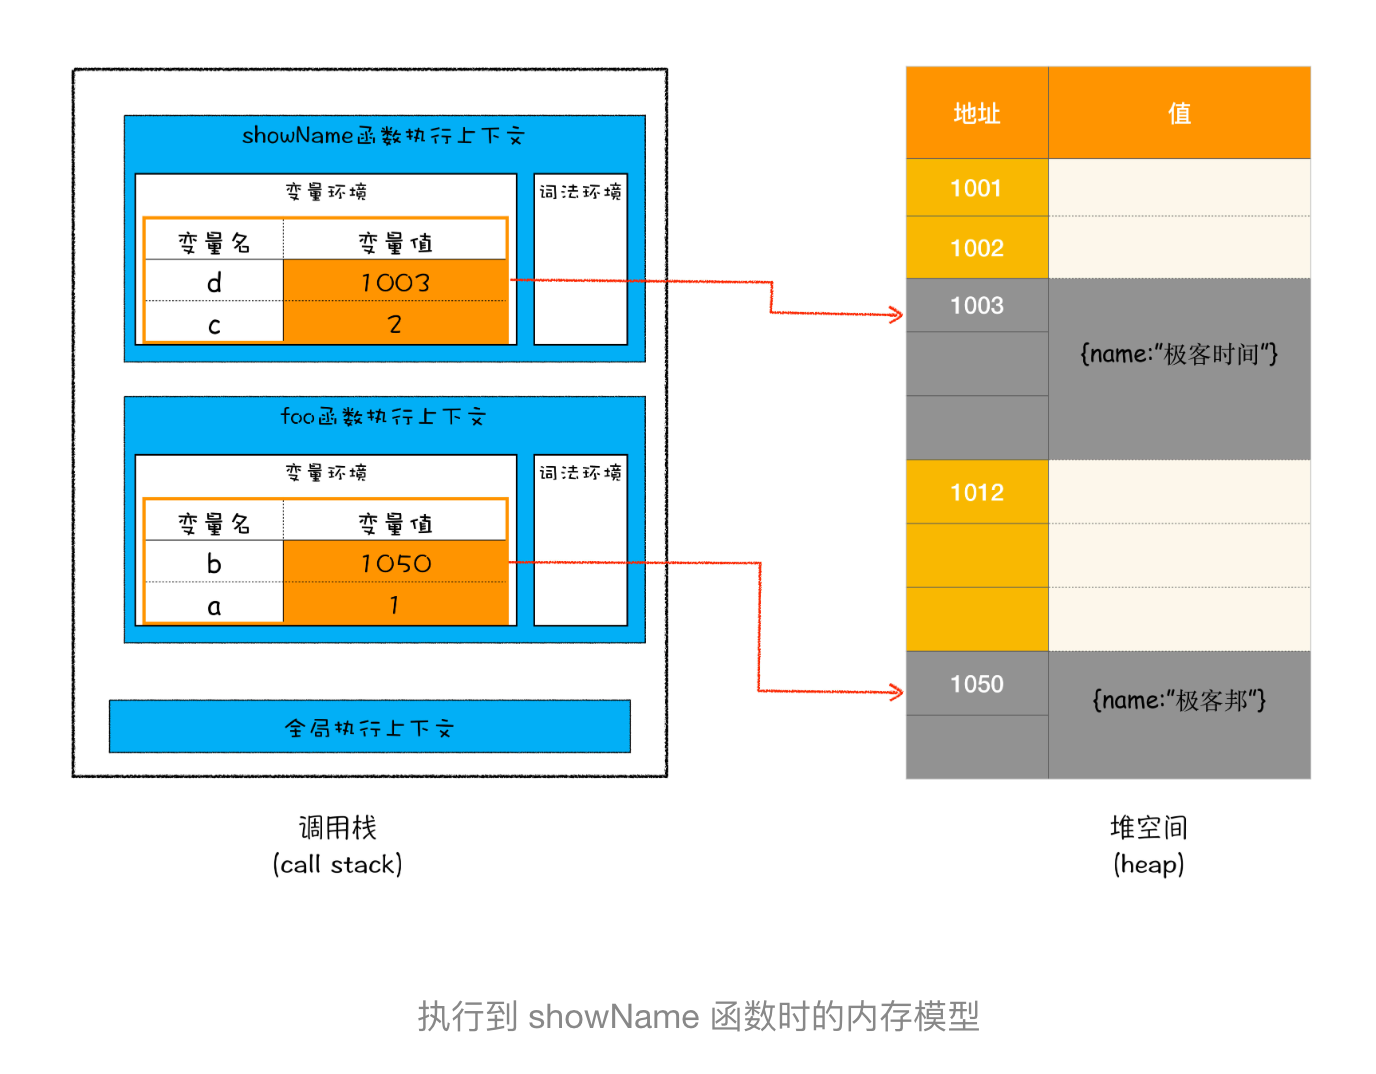 showName函数执行上下文
变量环境
词法环境
变量名 变量值
d 1003
c 2
foo函数执行上下文
变量环境
词法环境
变量名 变量值
b 1050
a 1
全局执行上下文
调用栈
(call stack)
地址 值
1001
1002
1003
{name:"极客时间"}
1012
1050
{name:"极客邦"}
堆空间
(heap)
执行到 showName 函数时的内存模型